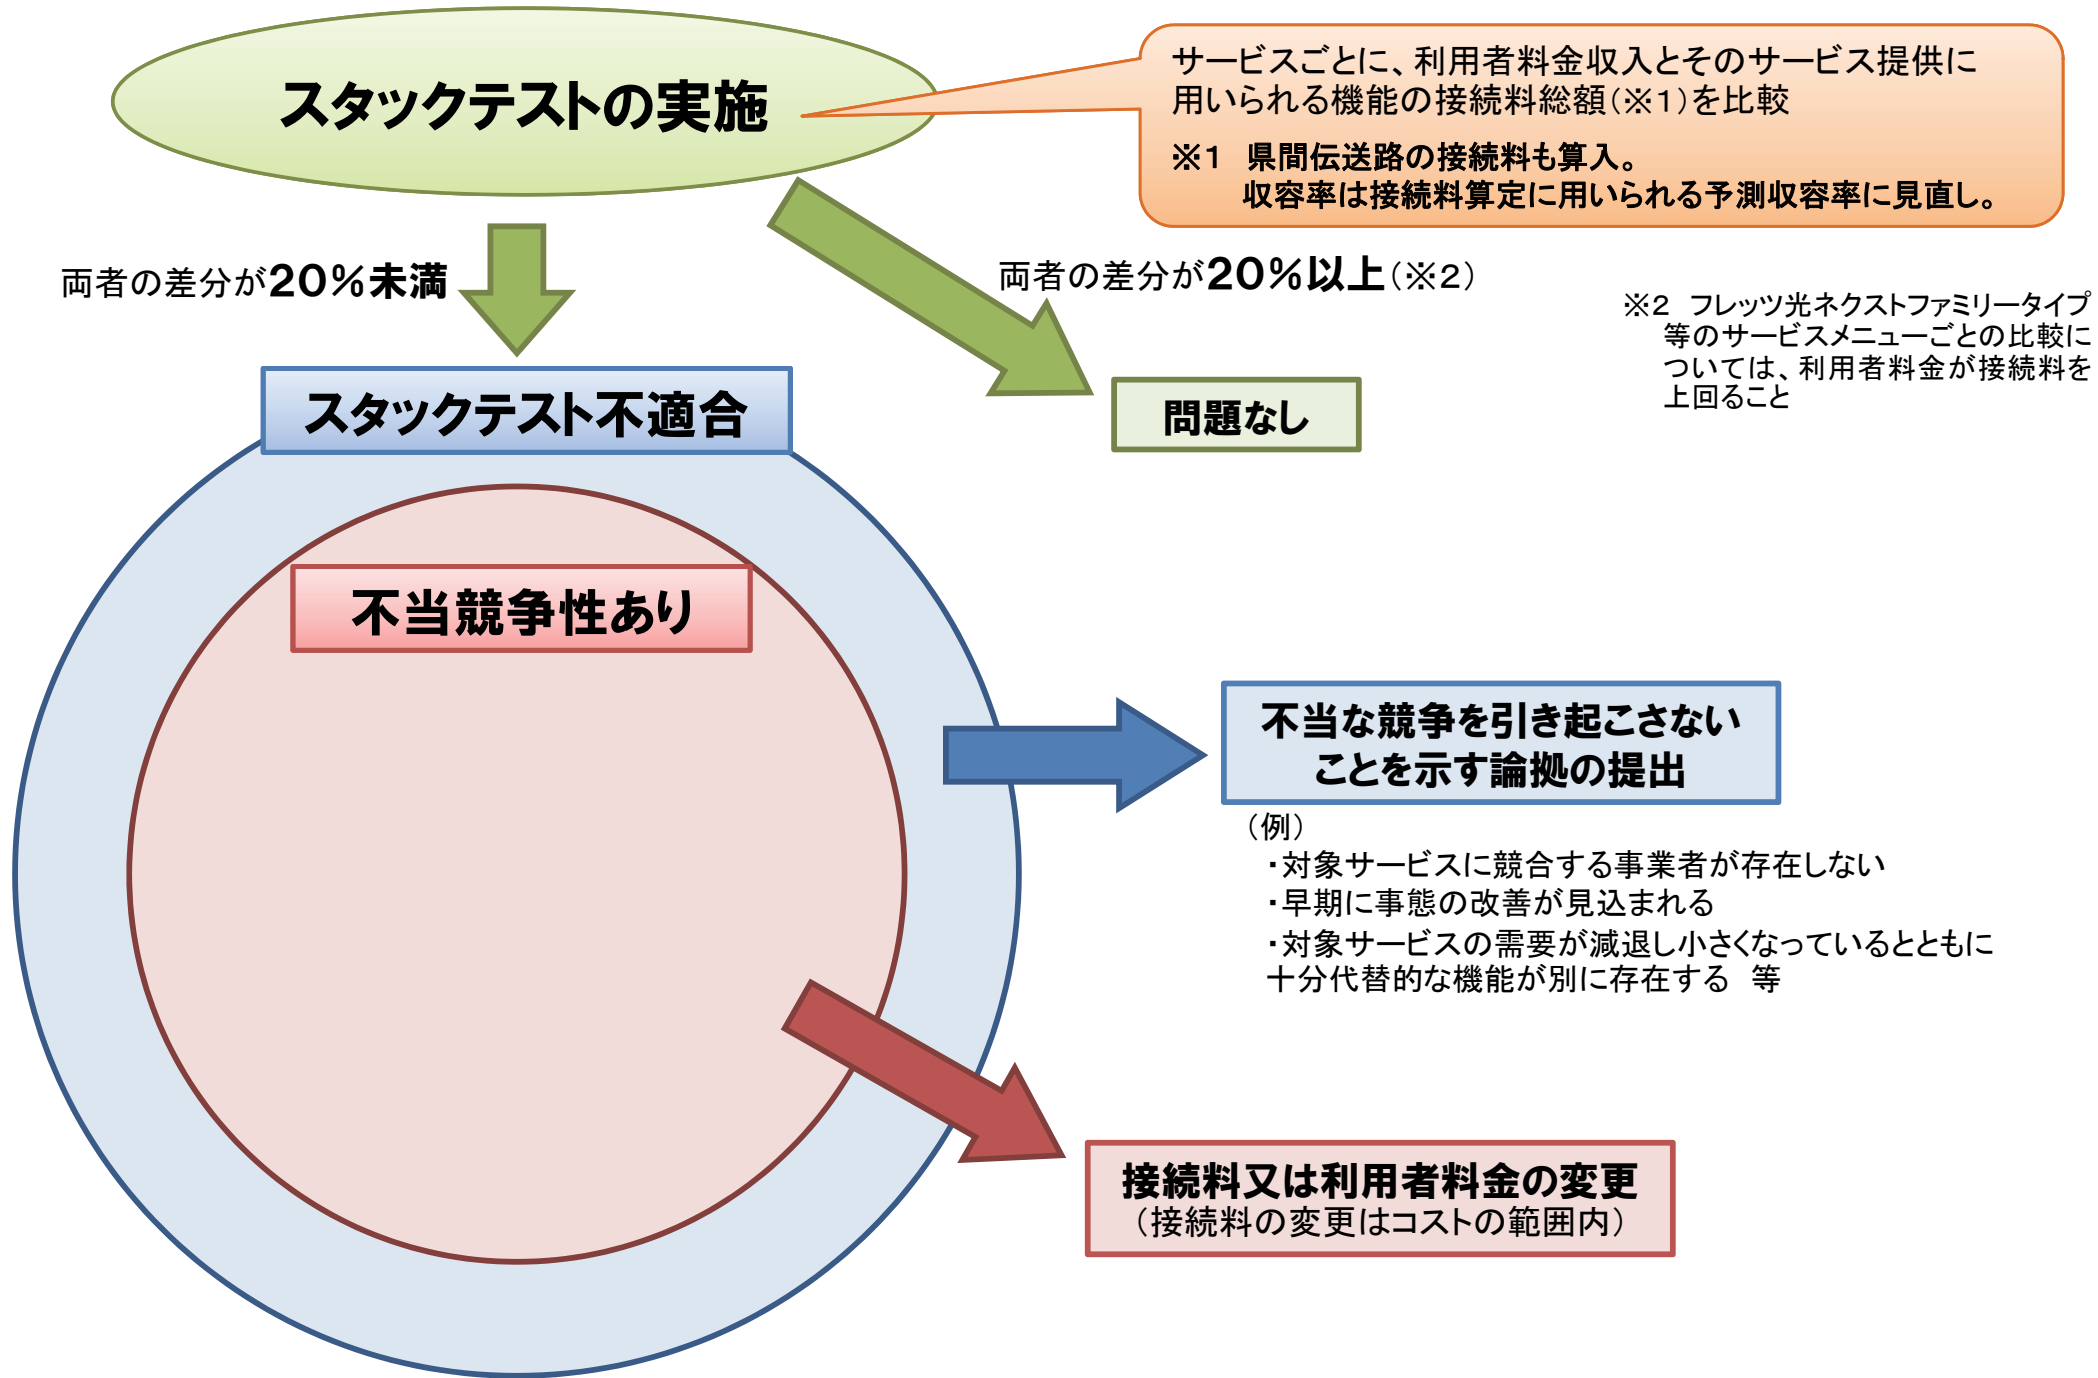 スタックテストの実施
サービスごとに、利用者料金収入とそのサービス提供に
用いられる機能の接続料総額(※1)を比較
※1　県間伝送路の接続料も算入。
収容率は接続料算定に用いられる予測収容率に見直し。
両者の差分が20%未満
両者の差分が20%以上(※2)
※2　フレッツ光ネクストファミリータイプ
等のサービスメニューごとの比較に
ついては、利用者料金が接続料を
上回ること
スタックテスト不適合
問題なし
不当競争性あり
不当な競争を引き起こさない
ことを示す論拠の提出
(例)
・対象サービスに競合する事業者が存在しない
・早期に事態の改善が見込まれる
・対象サービスの需要が減退し小さくなっているとともに
十分代替的な機能が別に存在する　等
接続料又は利用者料金の変更
(接続料の変更はコストの範囲内)